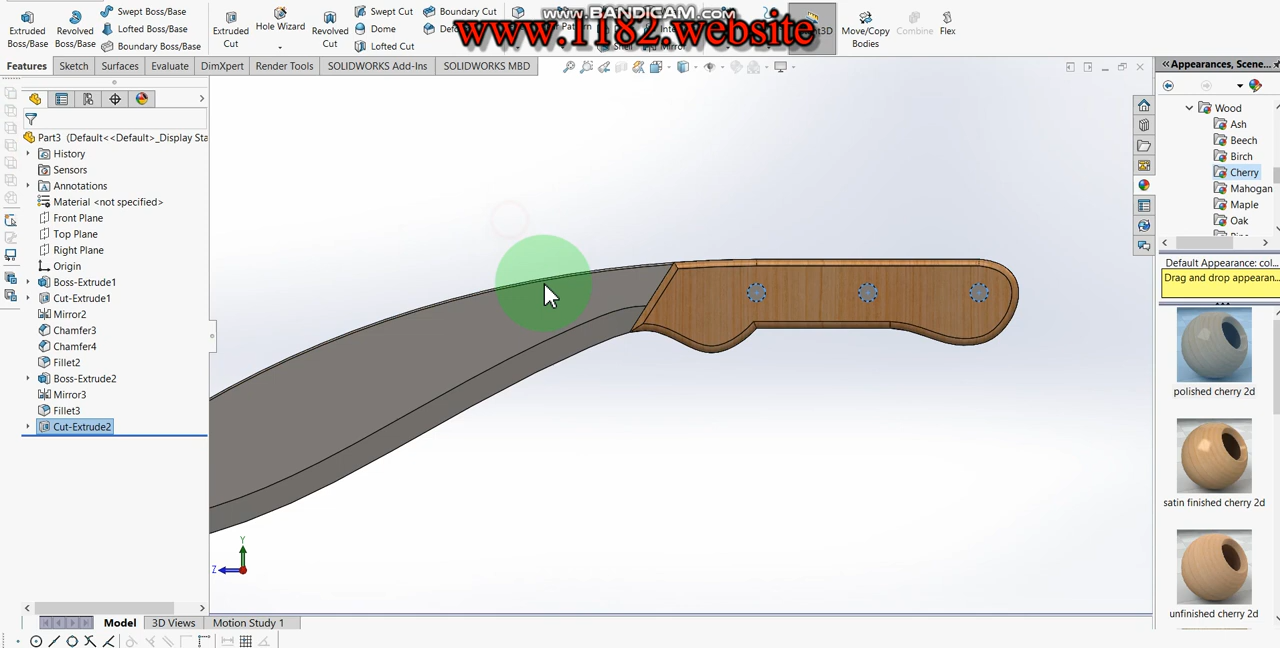 www.BANDICAM.com
www.1182.website
Extruded Boss/Base
Revolved Boss/Base
Swept Boss/Base
Lofted Boss/Base
Boundary Boss/Base
Extruded Cut
Hole Wizard
Revolved Cut
Swept Cut
Dome
Lofted Cut
Boundary Cut
Move/Copy Bodies
Combine
Flex
Features
Sketch
Surfaces
Evaluate
DimXpert
Render Tools
SOLIDWORKS Add-Ins
SOLIDWORKS MBD
Part3 (Default<<Default>_Display Sta
History
Sensors
Annotations
Material <not specified>
Front Plane
Top Plane
Right Plane
Origin
Boss-Extrude1
Cut-Extrude1
Mirror2
Chamfer3
Chamfer4
Fillet2
Boss-Extrude2
Mirror3
Fillet3
Cut-Extrude2
Y
Z
Model
3D Views
Motion Study 1
Appearances, Scene...
Wood
Ash
Beech
Birch
Cherry
Mahogan
Maple
Oak
Default Appearance: col...
Drag and drop appearan...
polished cherry 2d
satin finished cherry 2d
unfinished cherry 2d